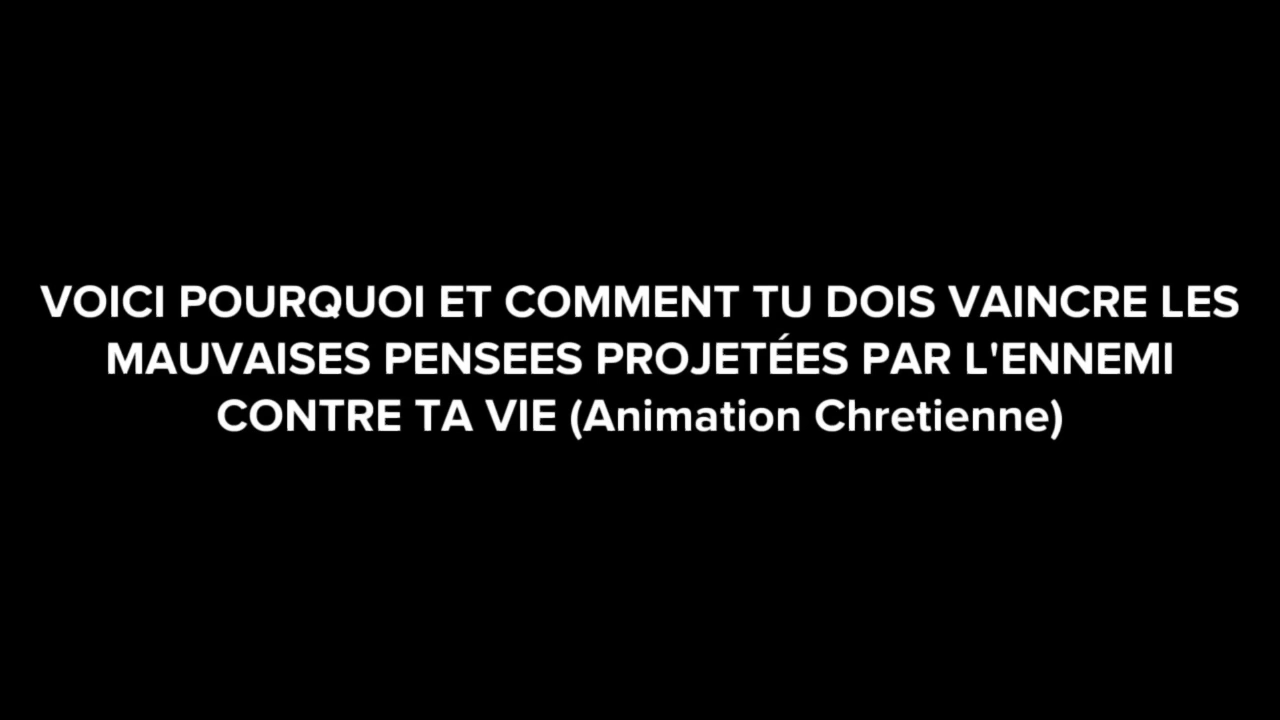 VOICI POURQUOI ET COMMENT TU DOIS VAINCRE LES
MAUVAISES PENSEES PROJETÉES PAR L'ENNEMI
CONTRE TA VIE (Animation Chretienne)